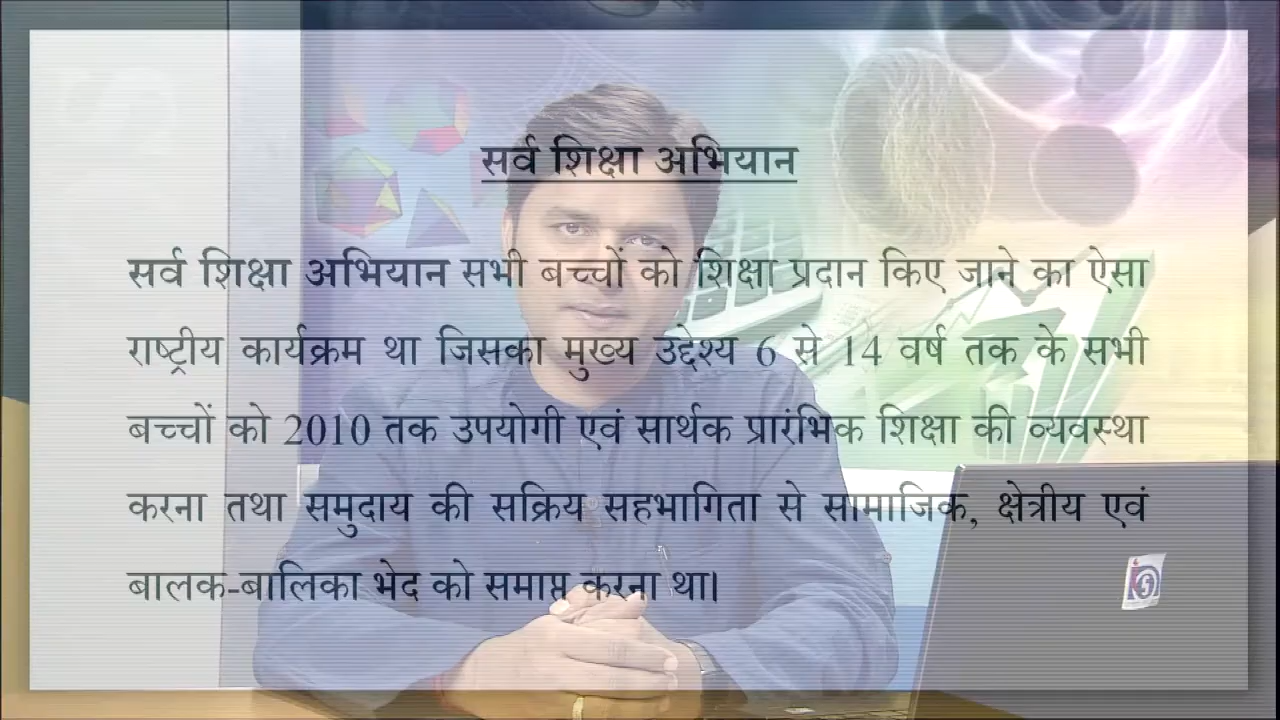 सर्व शिक्षा अभियान
सर्व शिक्षा अभियान सभी बच्चों को शिक्षा प्रदान किए जाने का ऐसा
राष्ट्रीय कार्यक्रम था जिसका मुख्य उद्देश्य 6 से 14 वर्ष तक के सभी
बच्चों को 2010 तक उपयोगी एवं सार्थक प्रारंभिक शिक्षा की व्यवस्था
करना तथा समुदाय की सक्रिय सहभागिता से सामाजिक, क्षेत्रीय एवं
बालक-बालिका भेद को समाप्त करना था।